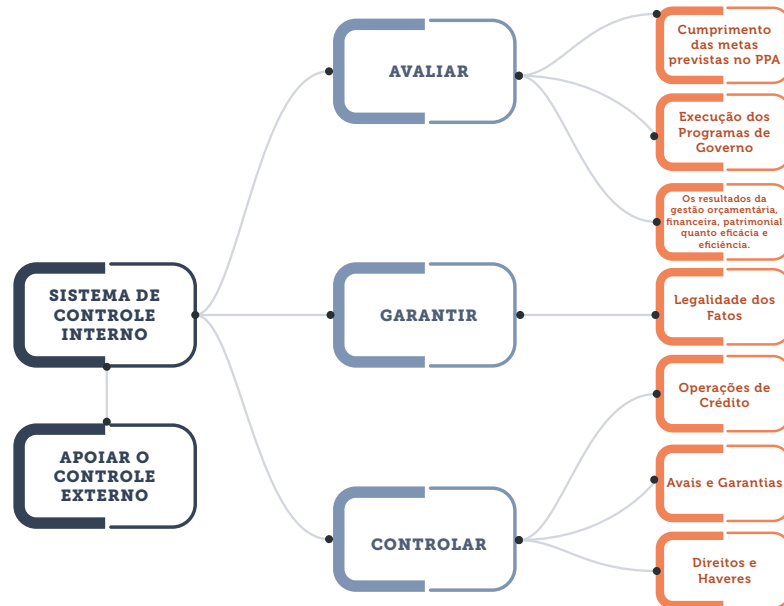 SISTEMA DE
CONTROLE
INTERNO
APOIAR O
CONTROLE
EXTERNO
AVALIAR
Cumprimento
das metas
previstas no PPA
Execução dos
Programas de
Governo
Os resultados da
gestão orçamentária,
financeira, patrimonial
quanto eficácia e
eficiência.
GARANTIR
Legalidade dos
Fatos
CONTROLAR
Operações de
Crédito
Avais e Garantias
Direitos e
Haveres